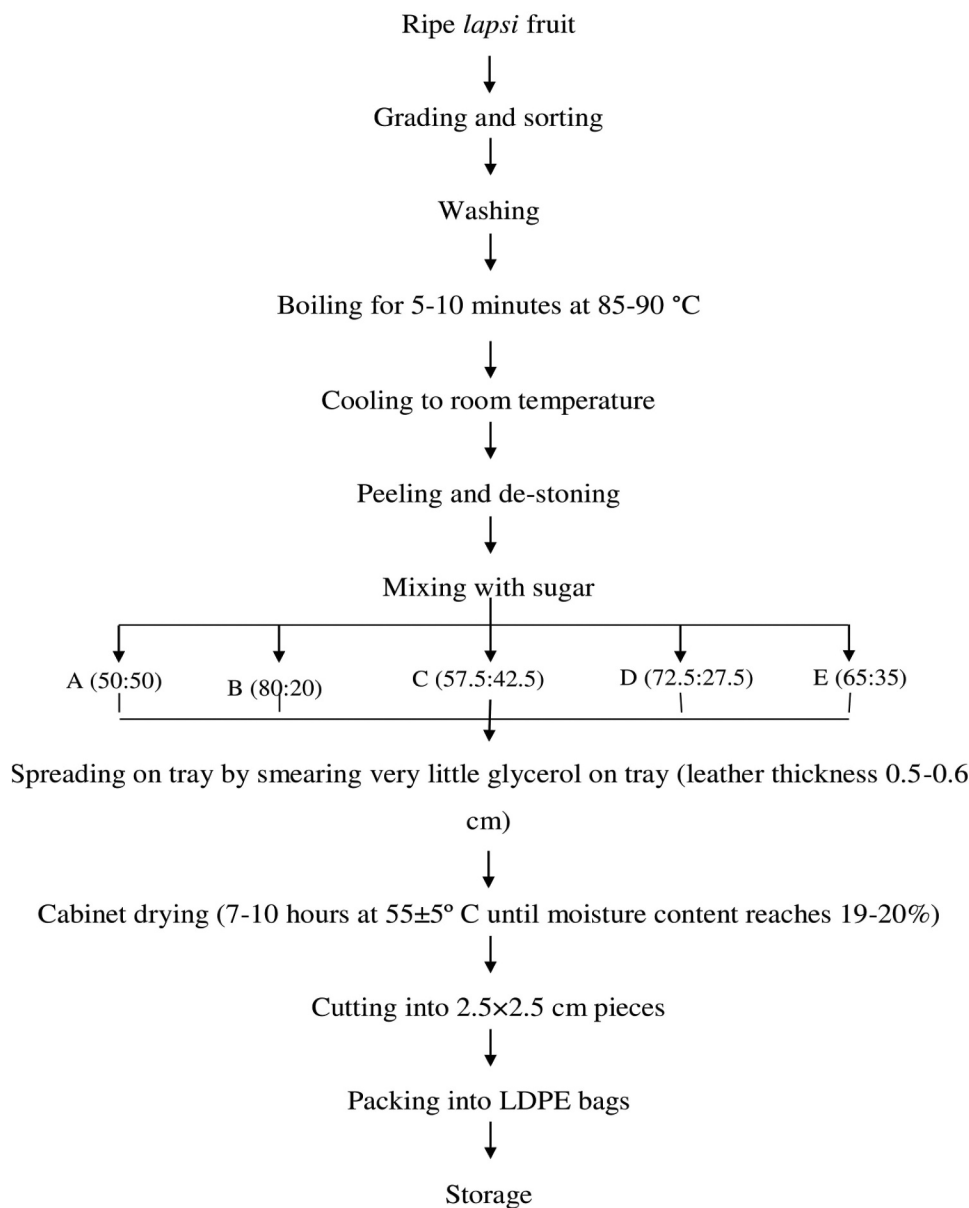 Ripe lapsi fruit
Grading and sorting
Washing
Boiling for 5-10 minutes at 85-90 °C
Cooling to room temperature
Peeling and de-stoning
Mixing with sugar
A (50:50) B (80:20) C (57.5:42.5) D (72.5:27.5) E (65:35)
Spreading on tray by smearing very little glycerol on tray (leather thickness 0.5-0.6
cm)
Cabinet drying (7-10 hours at 55±5º C until moisture content reaches 19-20%)
Cutting into 2.5×2.5 cm pieces
Packing into LDPE bags
Storage